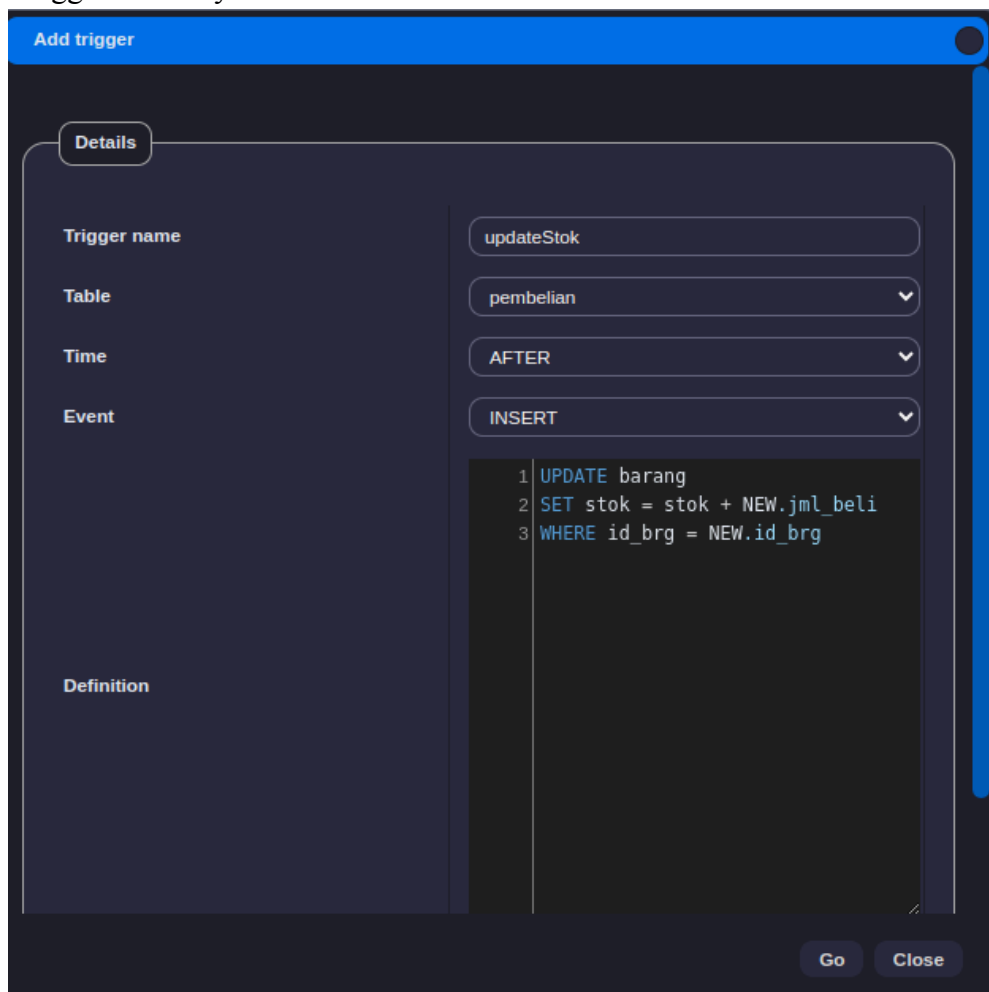 Add trigger
Details
Trigger name
updateStok
Table
pembelian
Time
AFTER
Event
INSERT
Definition
1 UPDATE barang
2 SET stok = stok + NEW.jml_beli
3 WHERE id_brg = NEW.id_brg
Go
Close